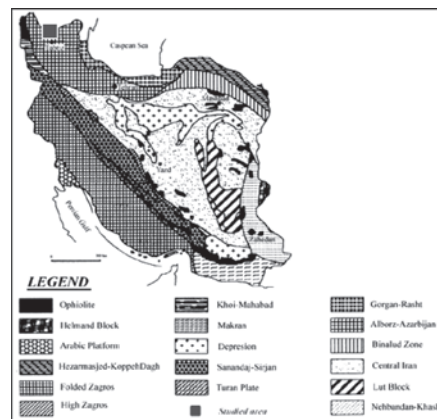 Caspean Sea
Yazd
Zahedan
Persian Gulf
LEGEND
Ophiolite
Helmand Block
Arabic Platform
Hezarmasjed-KoppehDagh
Folded Zagros
High Zagros
Khoi-Mahabad
Makran
Depresion
Sanandaj-Sirjan
Turan Plate
Studied area
Gorgan-Rasht
Alborz-Azarbijan
Binalud Zone
Central Iran
Lut Block
Nehbundan-Khash